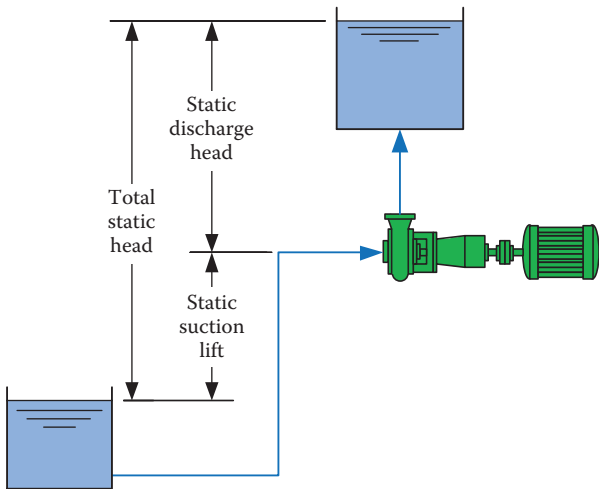 Static
discharge
head
Total
static
head
Static
suction
lift